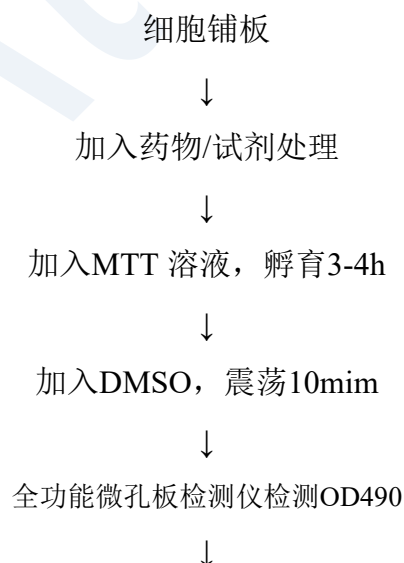 细胞铺板
↓
加入药物/试剂处理
↓
加入MTT 溶液，孵育3-4h
↓
加入DMSO，震荡10mim
↓
全功能微孔板检测仪检测OD490
↓